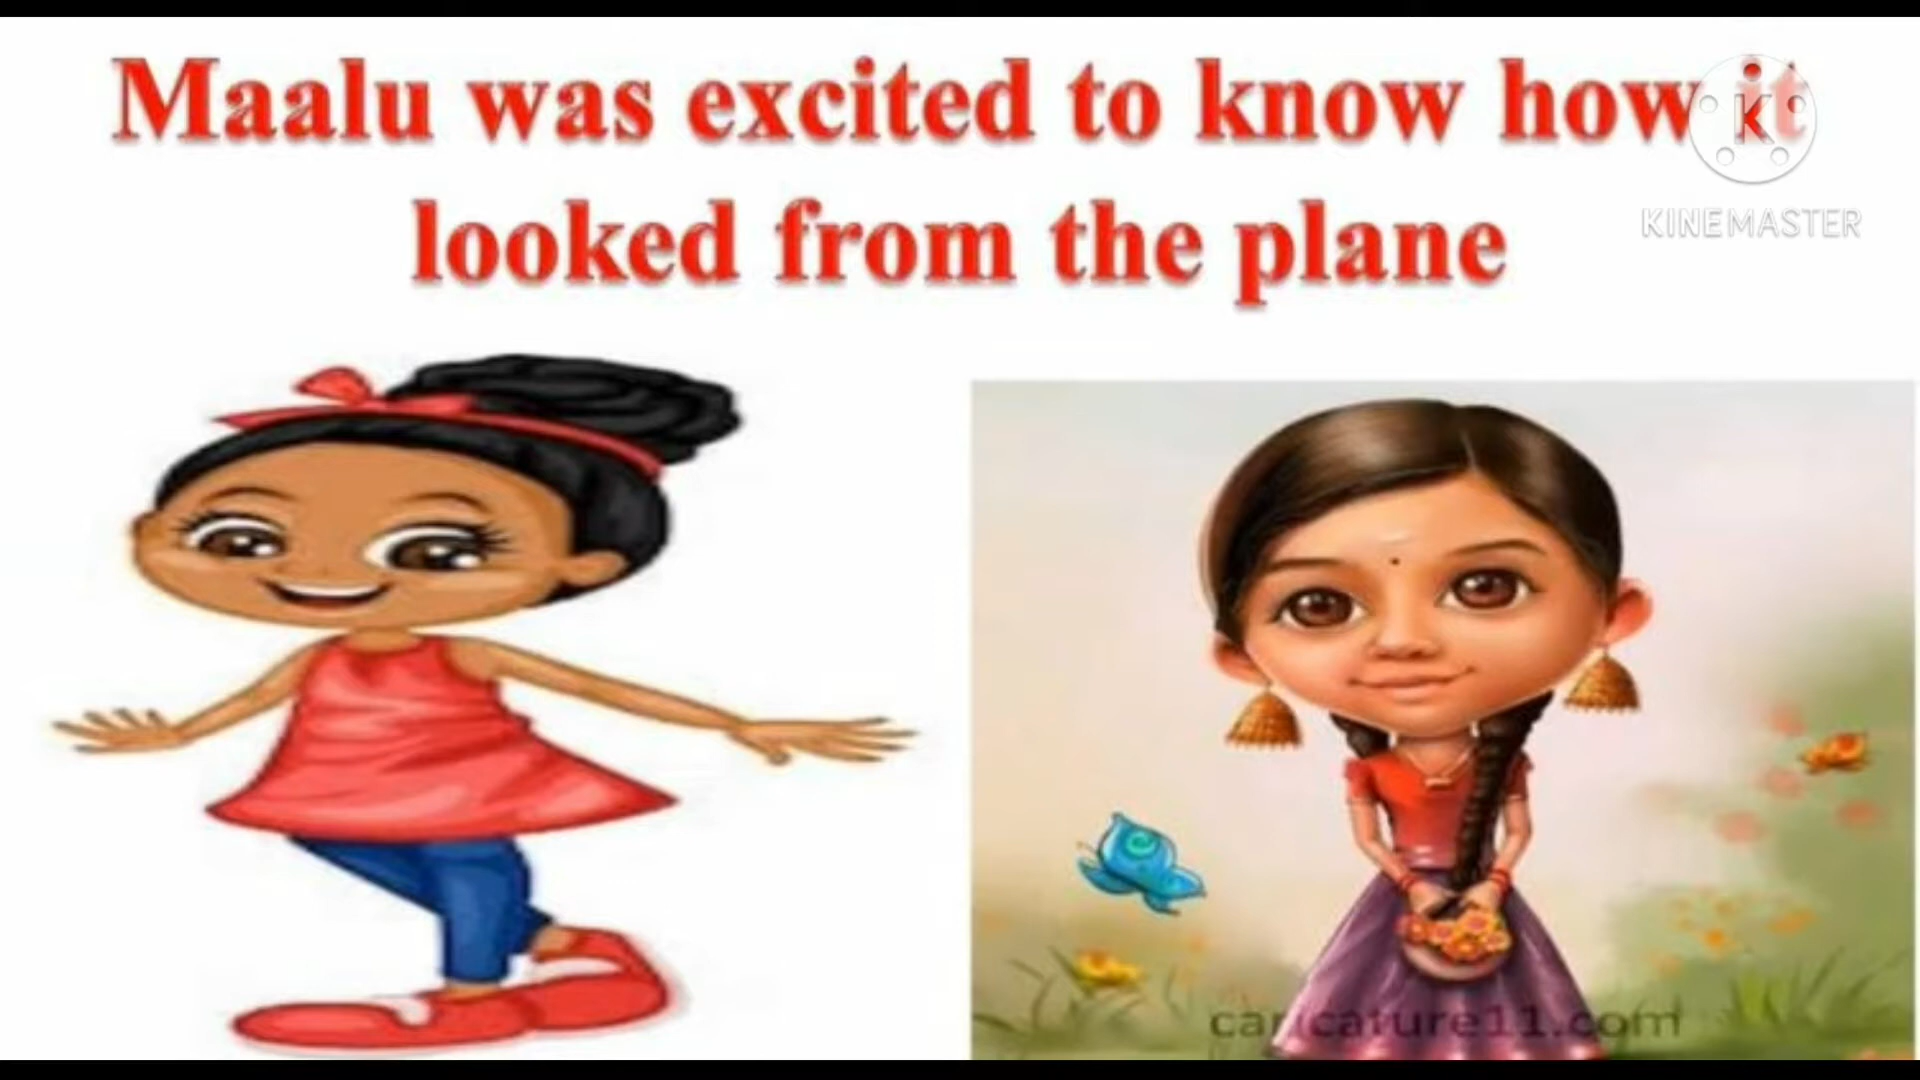 Maalu was excited to know how it
looked from the plane
K
KINEMASTER
caricature11.com